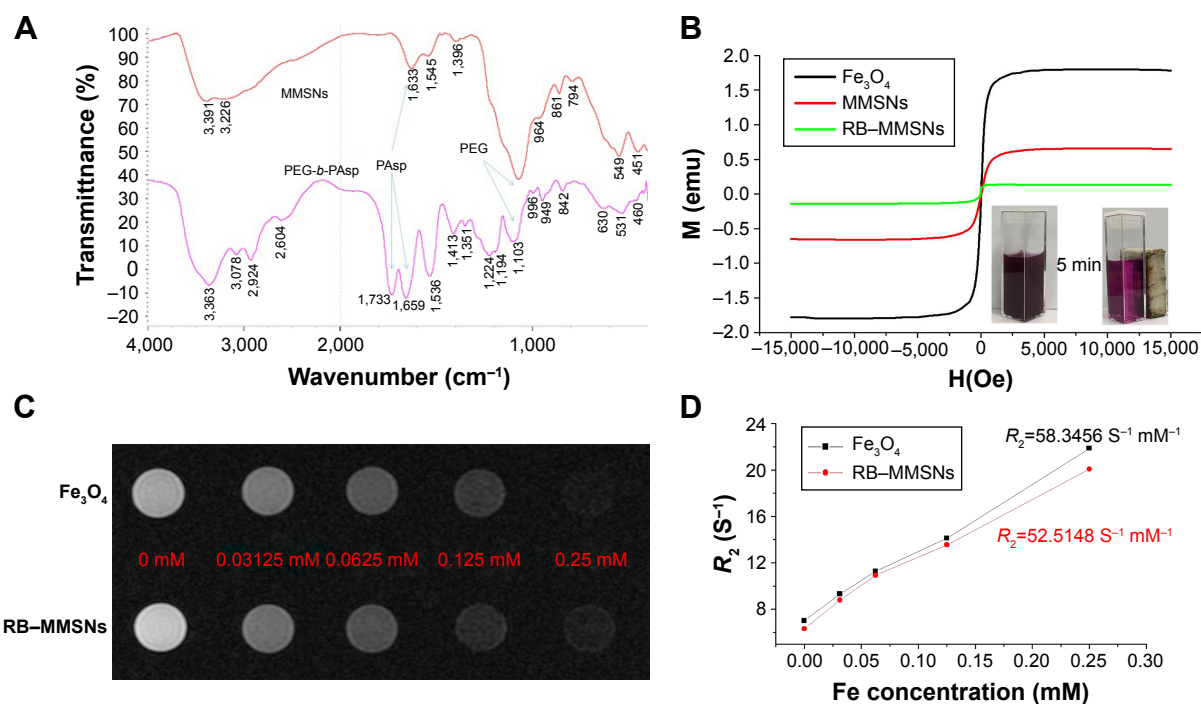 A
Transmittnance (%)
100
90
80
70
60
100
50
40
30
20
10
0
–10
–20
3,391
3,226
MMSNs
1,633
1,545
1,396
964
861
794
549
451
PAsp
PEG
PEG-b-PAsp
3,363
3,078
2,924
2,604
1,733
1,659
1,536
1,413
1,351
1,224
1,194
1,103
996
949
842
630
531
460
4,000 3,000 2,000 1,000
Wavenumber (cm–1)
B
M (emu)
2.0
1.5
1.0
0.5
0.0
–0.5
–1.0
–1.5
–2.0
Fe3O4
MMSNs
RB–MMSNs
5 min
–15,000 –10,000 –5,000 0 5,000 10,000 15,000
H(Oe)
C
Fe3O4
0 mM 0.03125 mM 0.0625 mM 0.125 mM 0.25 mM
RB–MMSNs
D
R2 (S–1)
24
20
16
12
8
Fe3O4
RB–MMSNs
R2=58.3456 S–1 mM–1
R2=52.5148 S–1 mM–1
0.00 0.05 0.10 0.15 0.20 0.25 0.30
Fe concentration (mM)